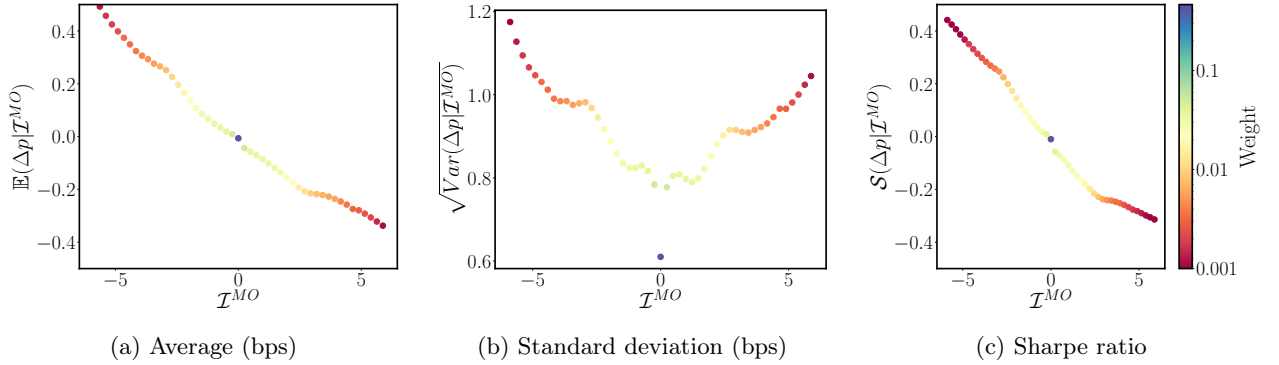 𝔼(Δp|ℐ^{MO})
0.4
0.2
0.0
−0.2
−0.4
−5
0
5
ℐ^{MO}
(a) Average (bps)
√Var(Δp|ℐ^{MO})
1.2
1.0
0.8
0.6
−5
0
5
ℐ^{MO}
(b) Standard deviation (bps)
𝒮(Δp|ℐ^{MO})
0.4
0.2
0.0
−0.2
−0.4
−5
0
5
ℐ^{MO}
(c) Sharpe ratio
0.1
0.01
0.001
Weight